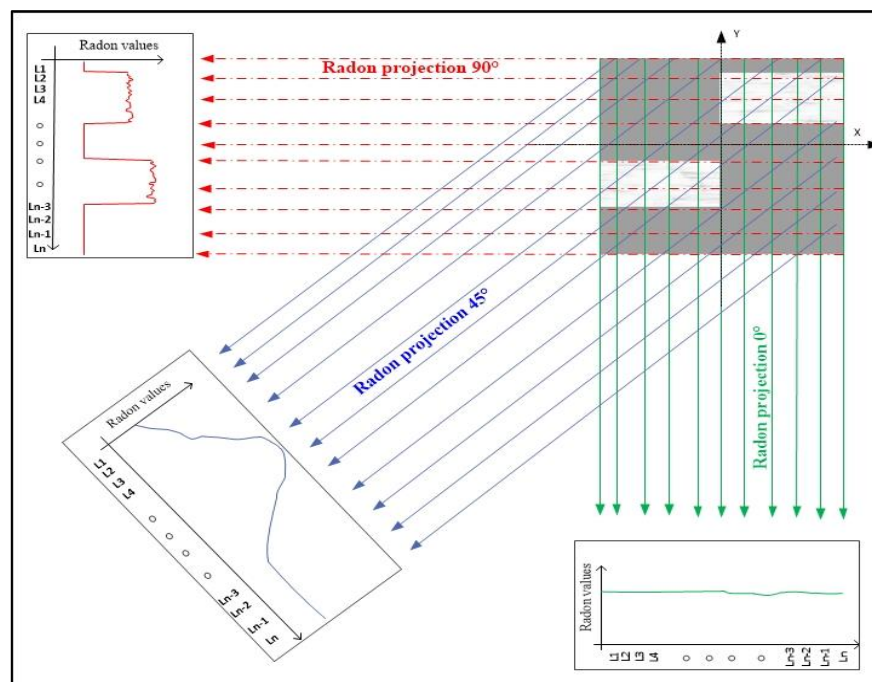 Radon values
L1
L2
L3
L4
Ln-3
Ln-2
Ln-1
Ln
Radon projection 90°
Y
X
Radon projection 45°
Radon projection 0°
Radon values
L1
L2
L3
L4
Ln-3
Ln-2
Ln-1
Ln
Radon values
L1
L2
L3
L4
Ln-3
Ln-2
Ln-1
Ln